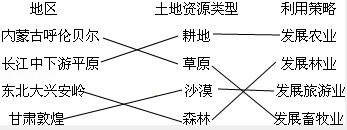 地区 土地资源类型 利用策略
内蒙古呼伦贝尔 耕地 发展农业
长江中下游平原 草原 发展林业
东北大兴安岭 沙漠 发展旅游业
甘肃敦煌 森林 发展畜牧业